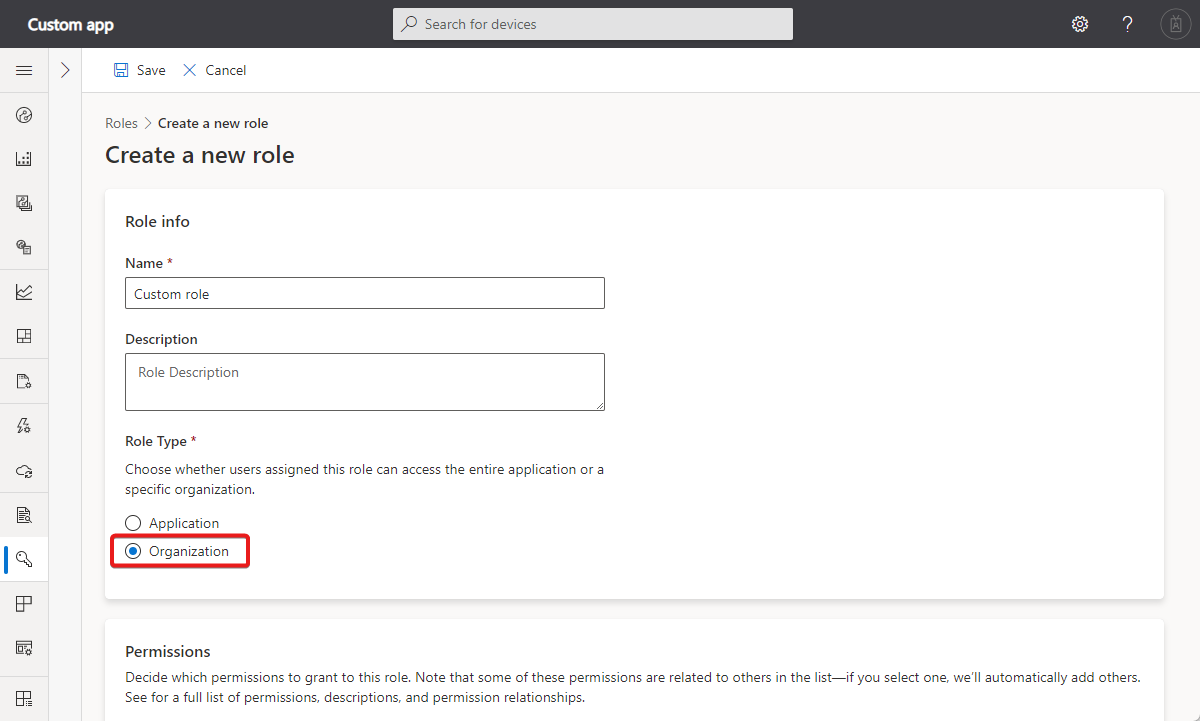 Custom app
Search for devices
?
Save
Cancel
Roles > Create a new role
Create a new role
Role info
Name *
Custom role
Description
Role Description
Role Type *
Choose whether users assigned this role can access the entire application or a
specific organization.
Application
Organization
Permissions
Decide which permissions to grant to this role. Note that some of these permissions are related to others in the list—if you select one, we'll automatically add others.
See for a full list of permissions, descriptions, and permission relationships.